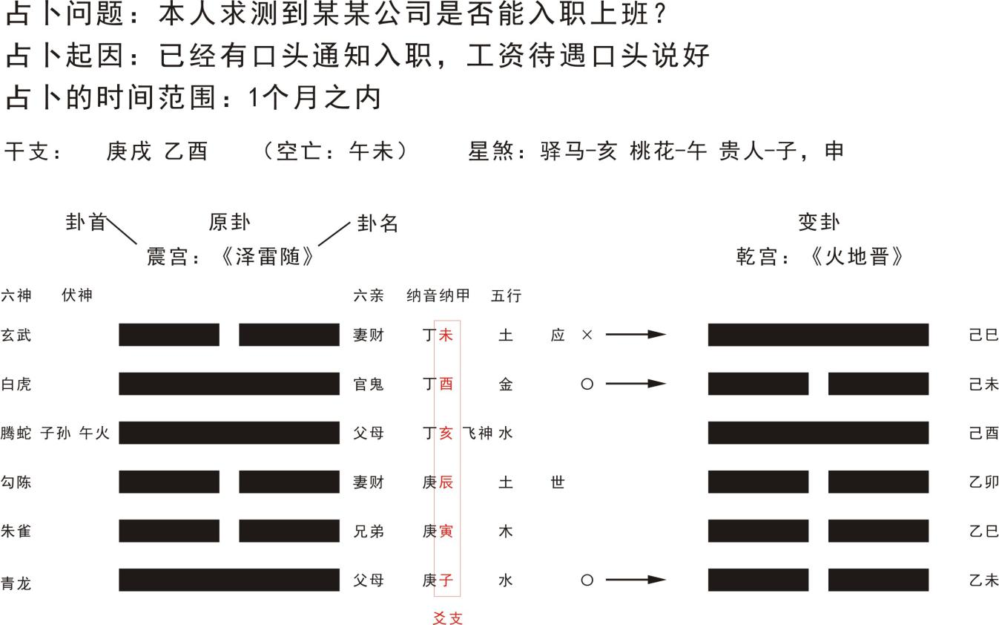 占卜问题：本人求测到某某公司是否能入职上班？
占卜起因：已经有口头通知入职，工资待遇口头说好
占卜的时间范围：1个月之内
干支： 庚戌 乙酉 （空亡：午未） 星煞：驿马-亥 桃花-午 贵人-子，申
卦首 原卦 卦名 变卦
震宫：《泽雷随》 乾宫：《火地晋》
六神 伏神 六亲 纳音纳甲 五行
玄武 妻财 丁未 土 应 × 己巳
白虎 官鬼 丁酉 金 ○ 己未
腾蛇 子孙 午火 父母 丁亥 飞神 水 己酉
勾陈 妻财 庚辰 土 世 乙卯
朱雀 兄弟 庚寅 木 乙巳
青龙 父母 庚子 水 ○ 乙未
爻支